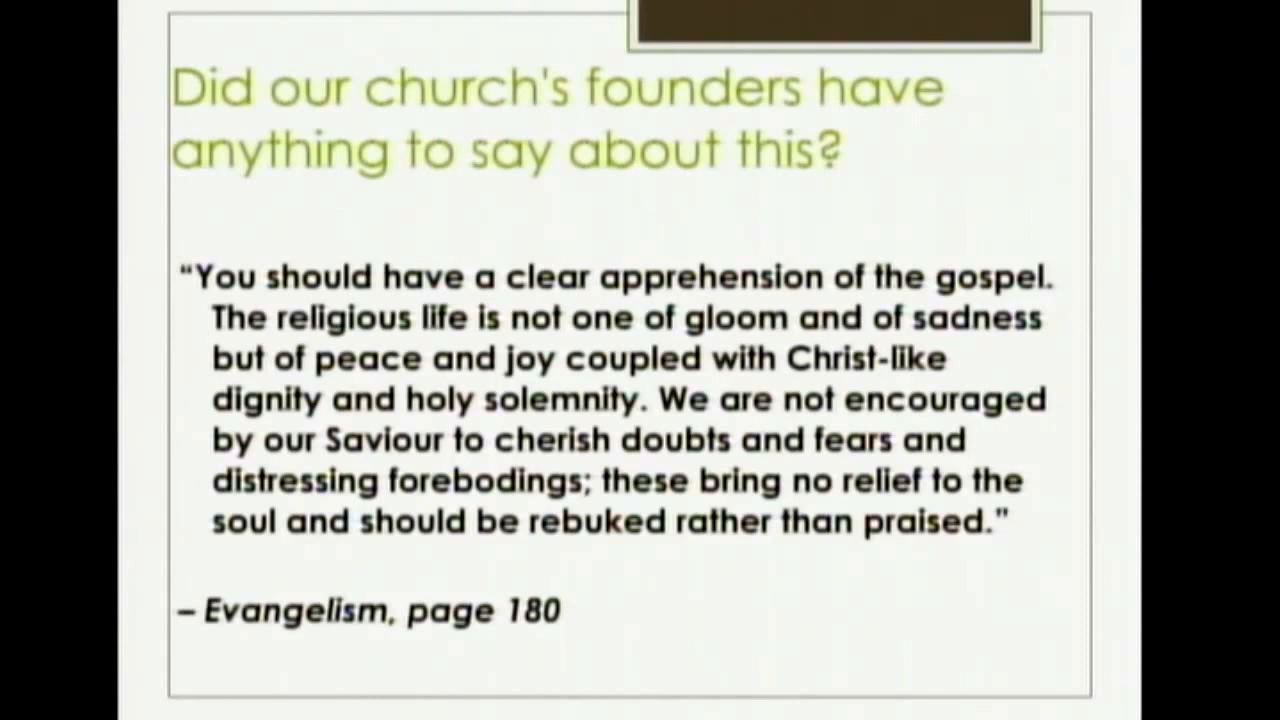 Did our church's founders have
anything to say about this?
“You should have a clear apprehension of the gospel.
The religious life is not one of gloom and of sadness
but of peace and joy coupled with Christ-like
dignity and holy solemnity. We are not encouraged
by our Saviour to cherish doubts and fears and
distressing forebodings; these bring no relief to the
soul and should be rebuked rather than praised.”
– Evangelism, page 180